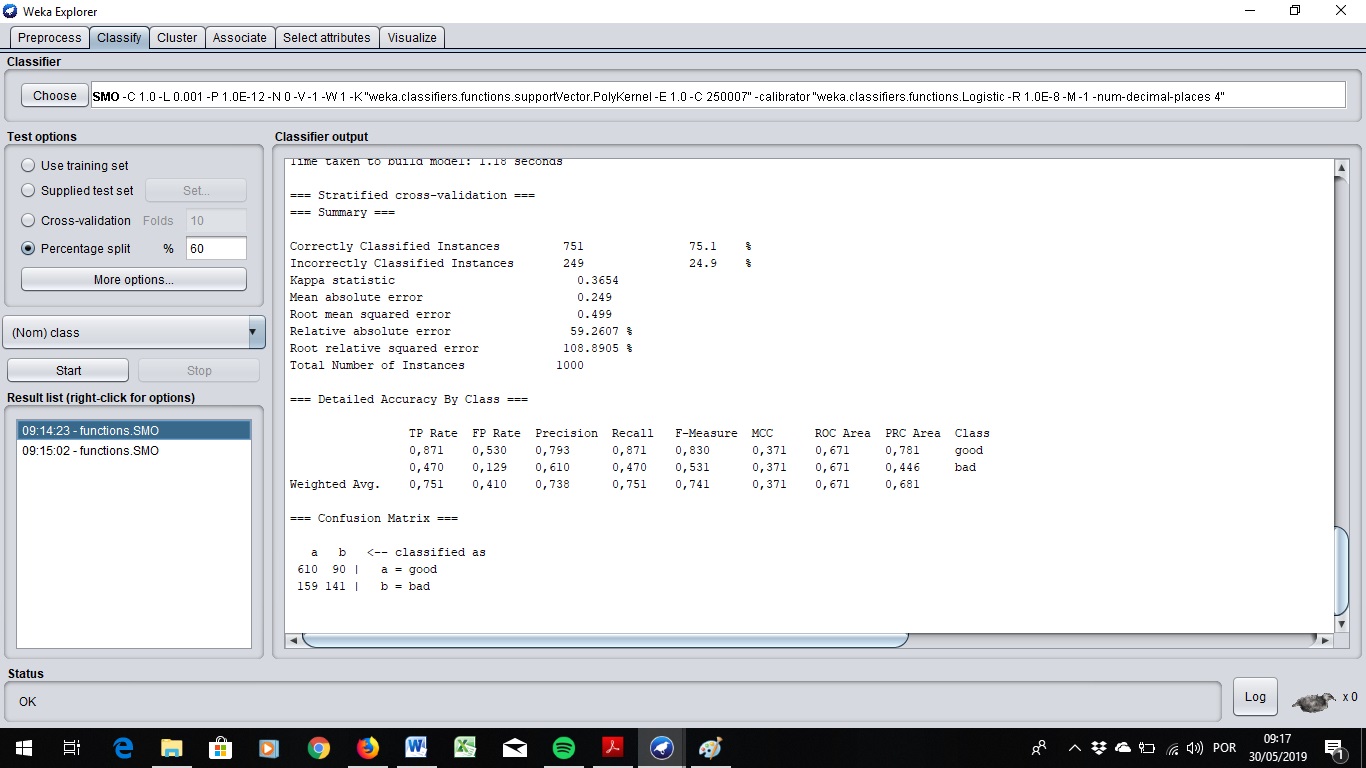 Weka Explorer
Preprocess Classify Cluster Associate Select attributes Visualize
Classifier
Choose SMO -C 1.0 -L 0.001 -P 1.0E-12 -N 0 -V -1 -W 1 -K "weka.classifiers.functions.supportVector.PolyKernel -E 1.0 -C 250007" -calibrator "weka.classifiers.functions.Logistic -R 1.0E-8 -M -1 -num-decimal-places 4"
Test options
Use training set
Supplied test set Set...
Cross-validation Folds 10
Percentage split % 60
More options...
(Nom) class
Start Stop
Result list (right-click for options)
09:14:23 - functions.SMO
09:15:02 - functions.SMO
Classifier output
Time taken to build model: 1.18 seconds
=== Stratified cross-validation ===
=== Summary ===
Correctly Classified Instances 751 75.1 %
Incorrectly Classified Instances 249 24.9 %
Kappa statistic 0.3654
Mean absolute error 0.249
Root mean squared error 0.499
Relative absolute error 59.2607 %
Root relative squared error 108.8905 %
Total Number of Instances 1000
=== Detailed Accuracy By Class ===
TP Rate FP Rate Precision Recall F-Measure MCC ROC Area PRC Area Class
0,871 0,530 0,793 0,871 0,830 0,371 0,671 0,781 good
0,470 0,129 0,610 0,470 0,531 0,371 0,671 0,446 bad
Weighted Avg. 0,751 0,410 0,738 0,751 0,741 0,371 0,671 0,681
=== Confusion Matrix ===
a b <-- classified as
610 90 | a = good
159 141 | b = bad
Status
OK
Log
x 0
POR
09:17
30/05/2019
1